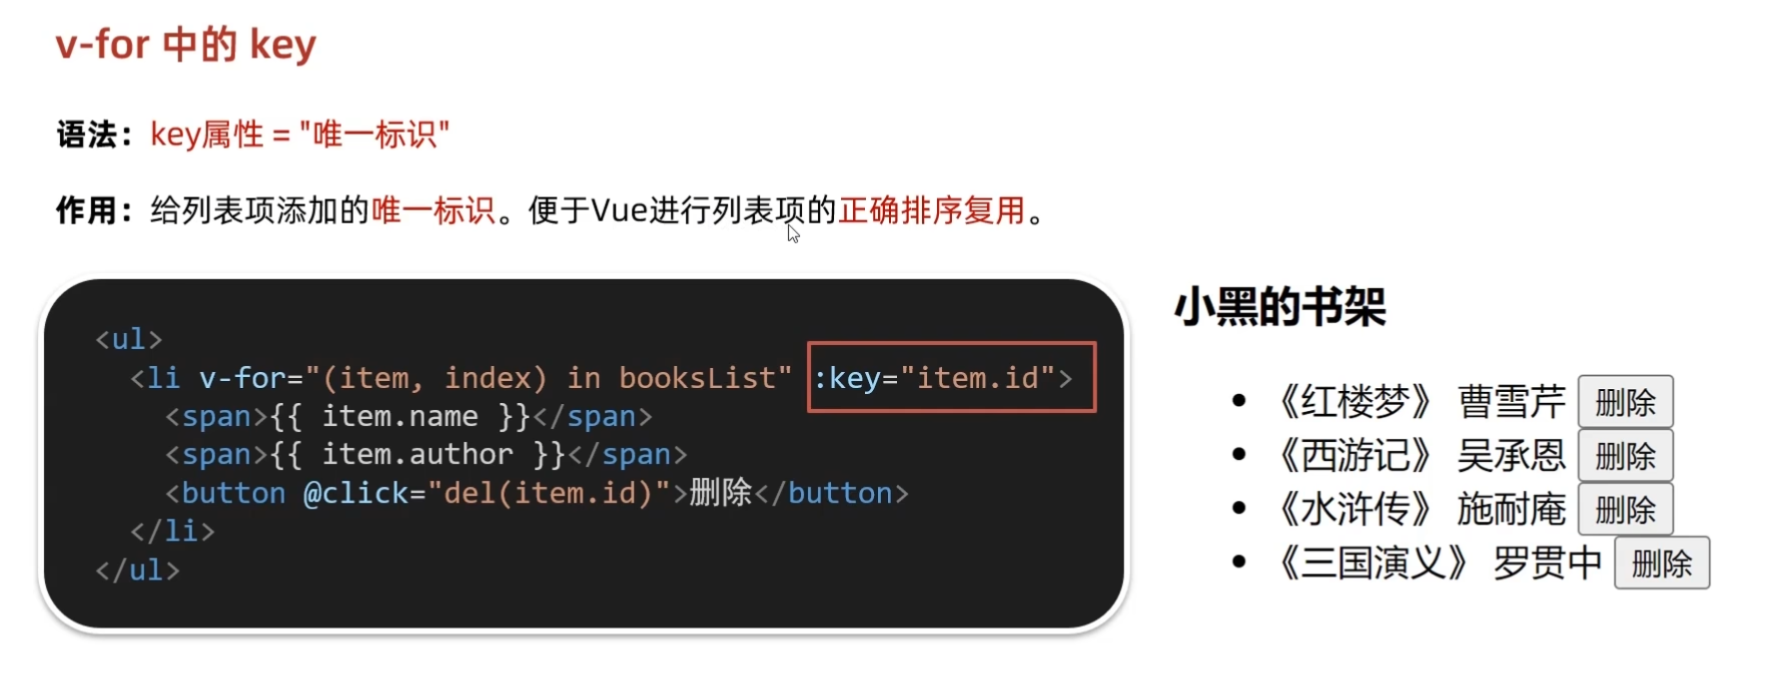 v-for 中的 key
语法：key属性 = "唯一标识"
作用：给列表项添加的唯一标识。便于Vue进行列表项的正确排序复用。
<ul>
<li v-for="(item, index) in booksList" :key="item.id">
<span>{{ item.name }}</span>
<span>{{ item.author }}</span>
<button @click="del(item.id)">删除</button>
</li>
</ul>
小黑的书架
《红楼梦》 曹雪芹 删除
《西游记》 吴承恩 删除
《水浒传》 施耐庵 删除
《三国演义》 罗贯中 删除